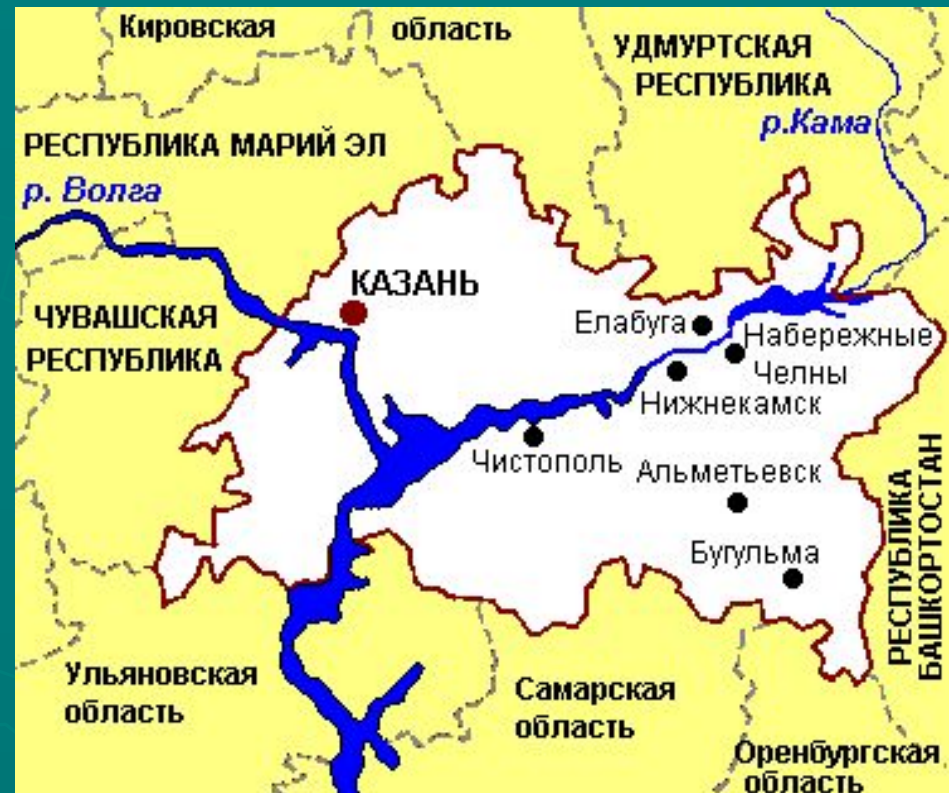 Кировская область
УДМУРТСКАЯ
РЕСПУБЛИКА
р.Кама
РЕСПУБЛИКА МАРИЙ ЭЛ
р. Волга
КАЗАНЬ
ЧУВАШСКАЯ
РЕСПУБЛИКА
Елабуга
Набережные
Челны
Нижнекамск
Чистополь
Альметьевск
Бугульма
РЕСПУБЛИКА
БАШКОРТОСТАН
Ульяновская
область
Самарская
область
Оренбургская
область